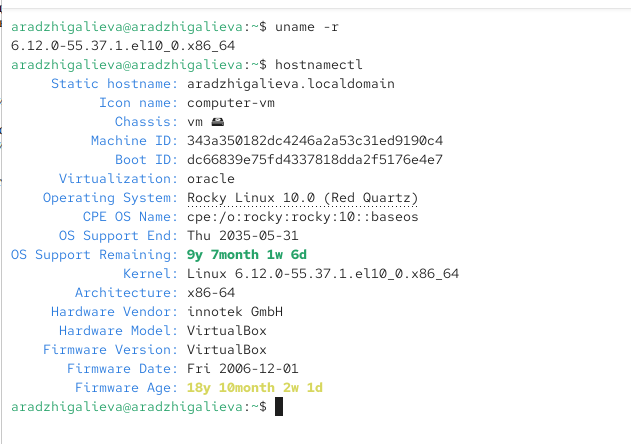 aradzhigalieva@aradzhigalieva:~$ uname -r
6.12.0-55.37.1.el10_0.x86_64
aradzhigalieva@aradzhigalieva:~$ hostnamectl
Static hostname: aradzhigalieva.localdomain
Icon name: computer-vm
Chassis: vm 🖴
Machine ID: 343a350182dc4246a2a53c31ed9190c4
Boot ID: dc66839e75fd4337818dda2f5176e4e7
Virtualization: oracle
Operating System: Rocky Linux 10.0 (Red Quartz)
CPE OS Name: cpe:/o:rocky:rocky:10::baseos
OS Support End: Thu 2035-05-31
OS Support Remaining: 9y 7month 1w 6d
Kernel: Linux 6.12.0-55.37.1.el10_0.x86_64
Architecture: x86-64
Hardware Vendor: innotek GmbH
Hardware Model: VirtualBox
Firmware Version: VirtualBox
Firmware Date: Fri 2006-12-01
Firmware Age: 18y 10month 2w 1d
aradzhigalieva@aradzhigalieva:~$